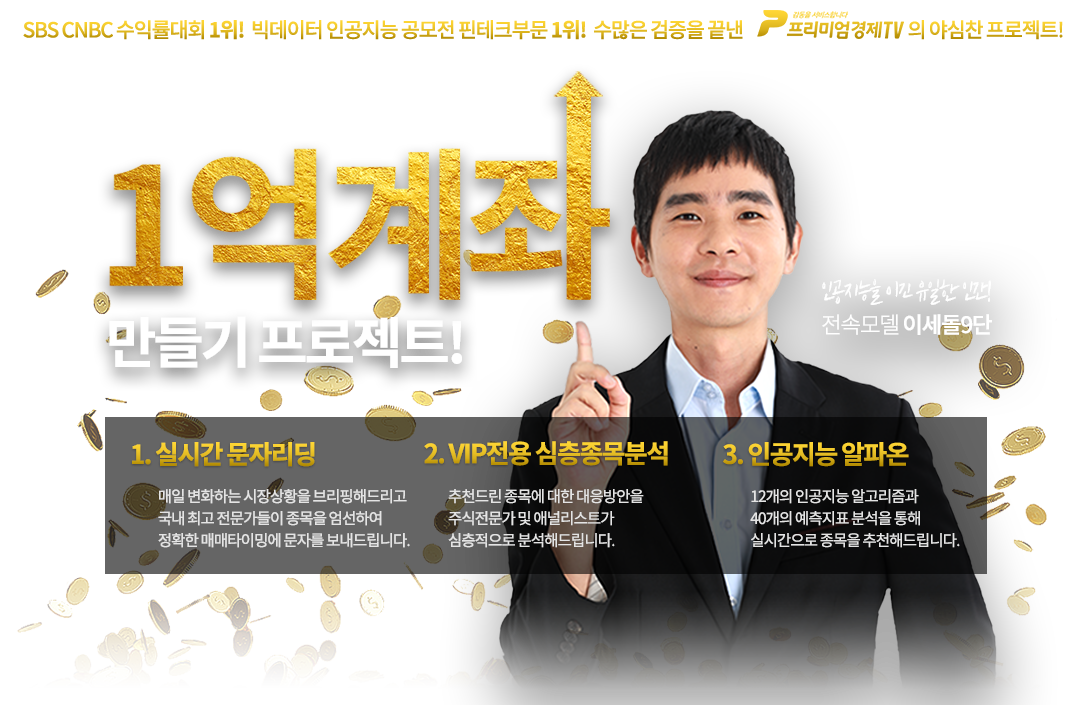 SBS CNBC 수익률대회 1위! 빅데이터 인공지능 공모전 핀테크부문 1위! 수많은 검증을 끝낸 감동을 서비스합니다 프리미엄경제TV 의 야심찬 프로젝트!
1억계좌
만들기 프로젝트!
인공지능을 이긴 유일한 인간!
전속모델 이세돌9단
1. 실시간 문자리딩
매일 변화하는 시장상황을 브리핑해드리고
국내 최고 전문가들이 종목을 엄선하여
정확한 매매타이밍에 문자를 보내드립니다.
2. VIP전용 심층종목분석
추천드린 종목에 대한 대응방안을
주식전문가 및 애널리스트가
심층적으로 분석해드립니다.
3. 인공지능 알파온
12개의 인공지능 알고리즘과
40개의 예측지표 분석을 통해
실시간으로 종목을 추천해드립니다.